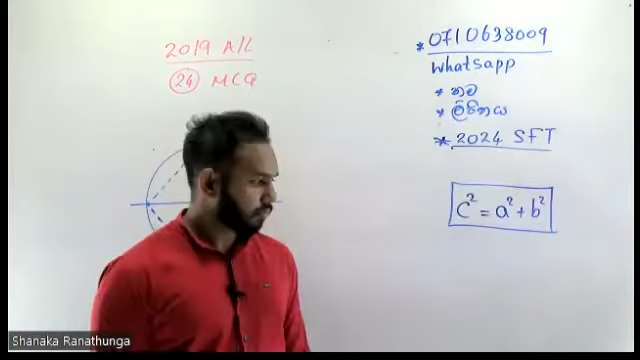 2019 A/L
24 MCQ
* 0710638009
Whatsapp
* නම
* ලිපිනය
* 2024 SFT
c² = a² + b²
Shanaka Ranathunga